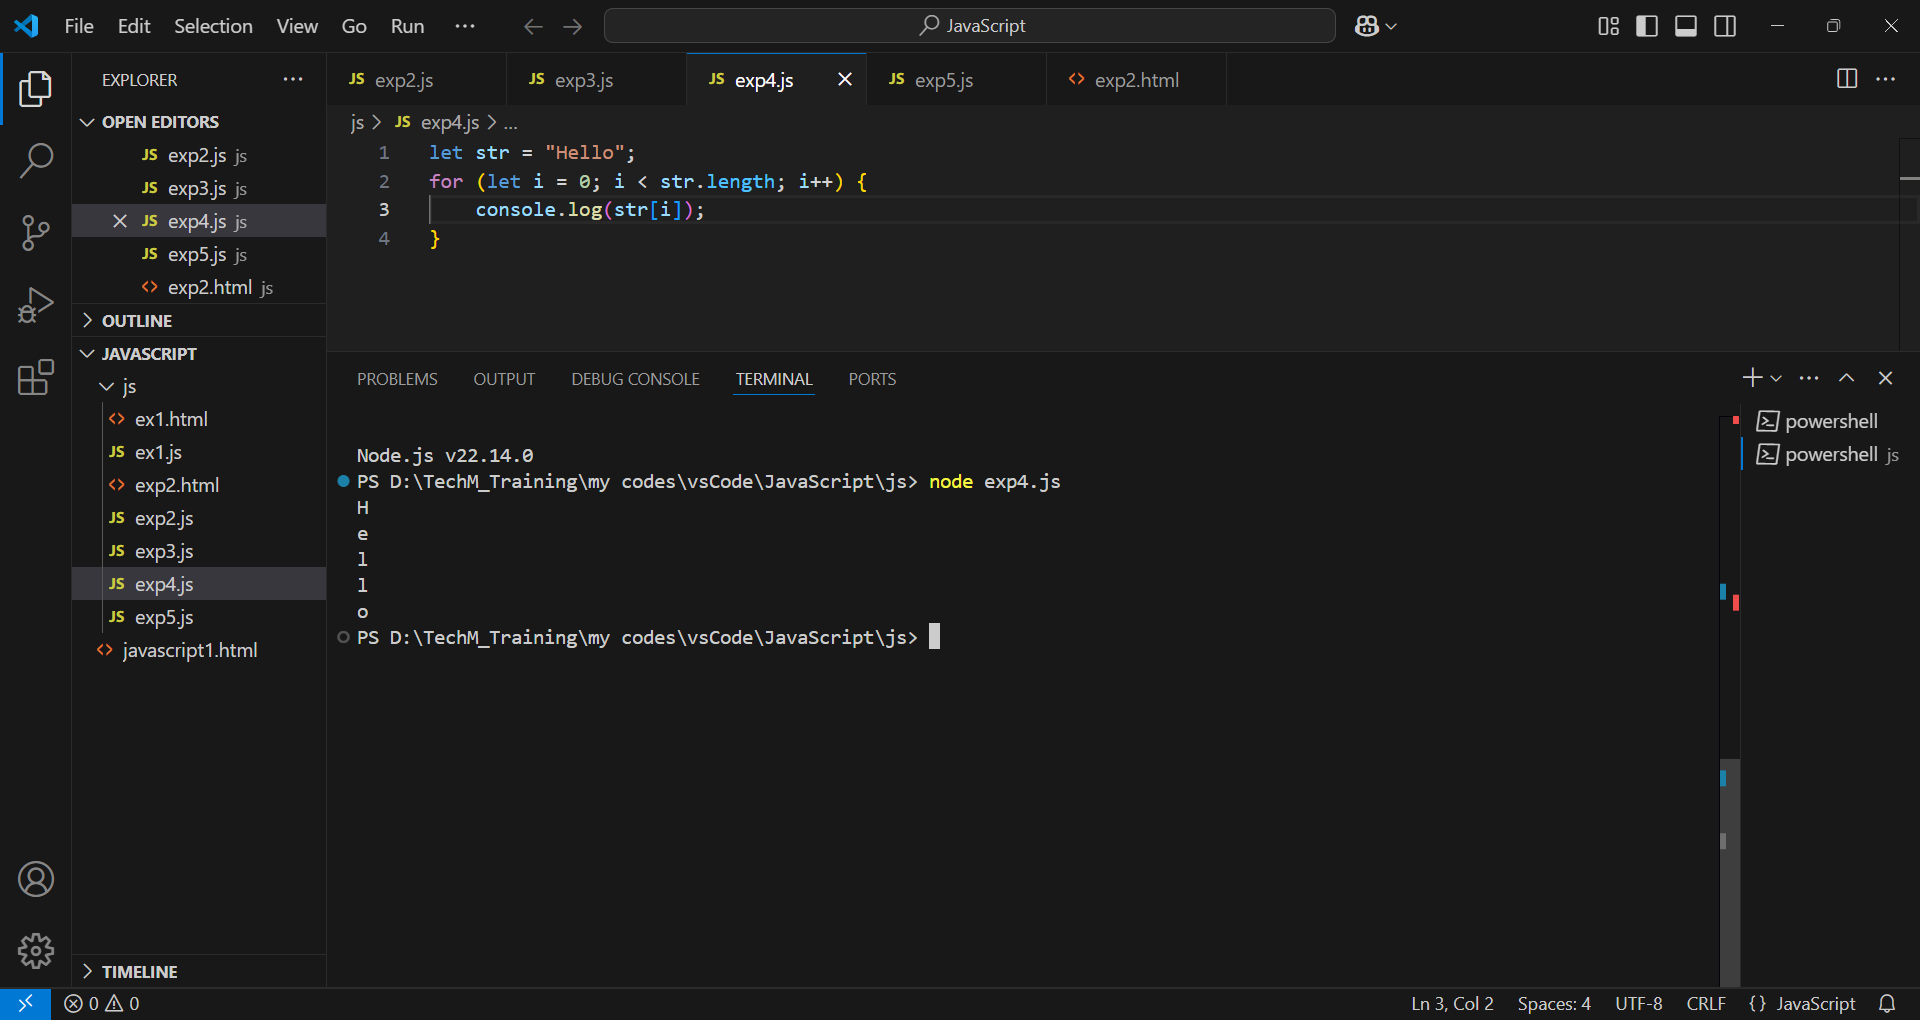 File Edit Selection View Go Run ...
JavaScript
EXPLORER ...
OPEN EDITORS
JS exp2.js js
JS exp3.js js
JS exp4.js js
JS exp5.js js
<> exp2.html js
OUTLINE
JAVASCRIPT
js
<> ex1.html
JS ex1.js
<> exp2.html
JS exp2.js
JS exp3.js
JS exp4.js
JS exp5.js
<> javascript1.html
TIMELINE
JS exp2.js JS exp3.js JS exp4.js JS exp5.js <> exp2.html
js > JS exp4.js > ...
1 let str = "Hello";
2 for (let i = 0; i < str.length; i++) {
3     console.log(str[i]);
4 }
PROBLEMS OUTPUT DEBUG CONSOLE TERMINAL PORTS
Node.js v22.14.0
PS D:\TechM_Training\my codes\vsCode\JavaScript\js> node exp4.js
H
e
l
l
o
PS D:\TechM_Training\my codes\vsCode\JavaScript\js>
powershell
powershell js
0 0 Ln 3, Col 2 Spaces: 4 UTF-8 CRLF {} JavaScript